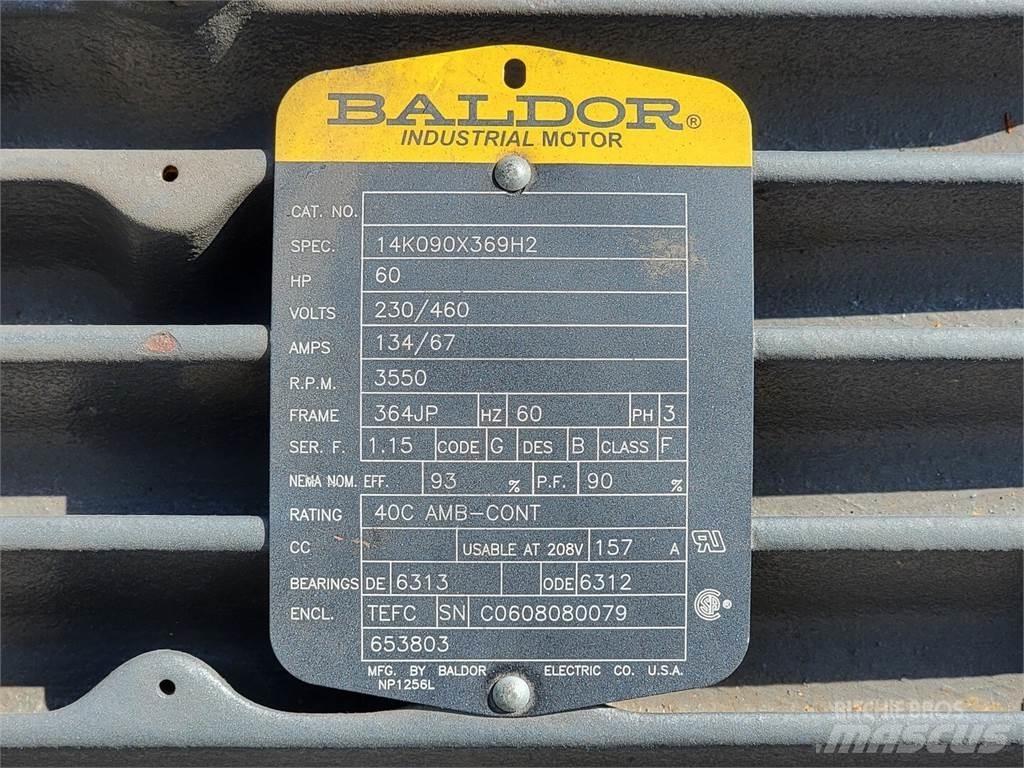 BALDOR®
INDUSTRIAL MOTOR
CAT. NO.
SPEC. 14K090X369H2
HP 60
VOLTS 230/460
AMPS 134/67
R.P.M. 3550
FRAME 364JP HZ 60 PH 3
SER. F. 1.15 CODE G DES B CLASS F
NEMA NOM. EFF. 93 % P.F. 90 %
RATING 40C AMB-CONT
CC USABLE AT 208V 157 A
BEARINGS DE 6313 ODE 6312
ENCL. TEFC SN C0608080079
653803
MFG. BY BALDOR ELECTRIC CO. U.S.A.
NP1256L
RITCHIE BROS
MASCUS